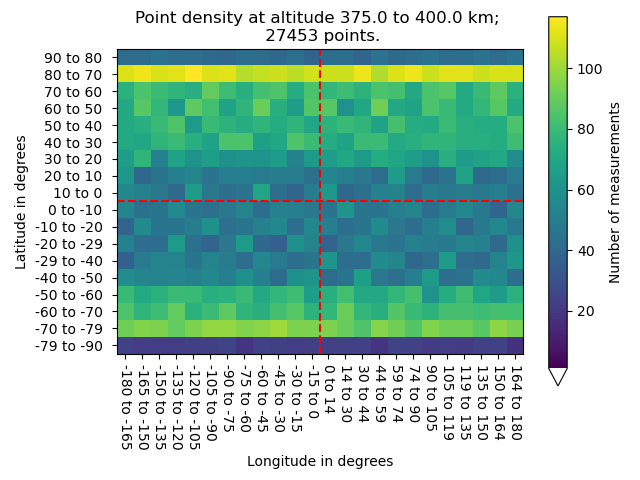 Point density at altitude 375.0 to 400.0 km;
27453 points.
Latitude in degrees
90 to 80
80 to 70
70 to 60
60 to 50
50 to 40
40 to 30
30 to 20
20 to 10
10 to 0
0 to -10
-10 to -20
-20 to -29
-29 to -40
-40 to -50
-50 to -60
-60 to -70
-70 to -79
-79 to -90
-180 to -165
-165 to -150
-150 to -135
-135 to -120
-120 to -105
-105 to -90
-90 to -75
-75 to -60
-60 to -45
-45 to -30
-30 to -15
-15 to 0
0 to 14
14 to 30
30 to 44
44 to 59
59 to 74
74 to 90
90 to 105
105 to 119
119 to 135
135 to 150
150 to 164
164 to 180
Longitude in degrees
100
80
60
40
20
Number of measurements